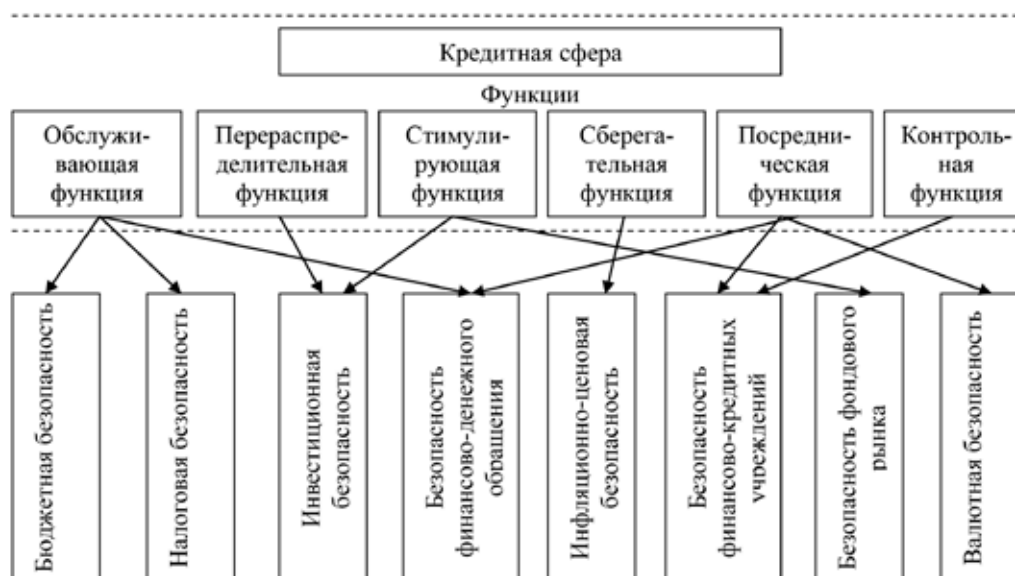 Кредитная сфера
Функции
Обслужи-
вающая
функция
Перераспре-
делительная
функция
Стимули-
рующая
функция
Сберега-
тельная
функция
Посредни-
ческая
функция
Контроль-
ная
функция
Бюджетная безопасность
Налоговая безопасность
Инвестиционная
безопасность
Безопасность
финансово-денежного
обращения
Инфляционно-ценовая
безопасность
Безопасность
финансово-кредитных
учреждений
Безопасность фондового
рынка
Валютная безопасность